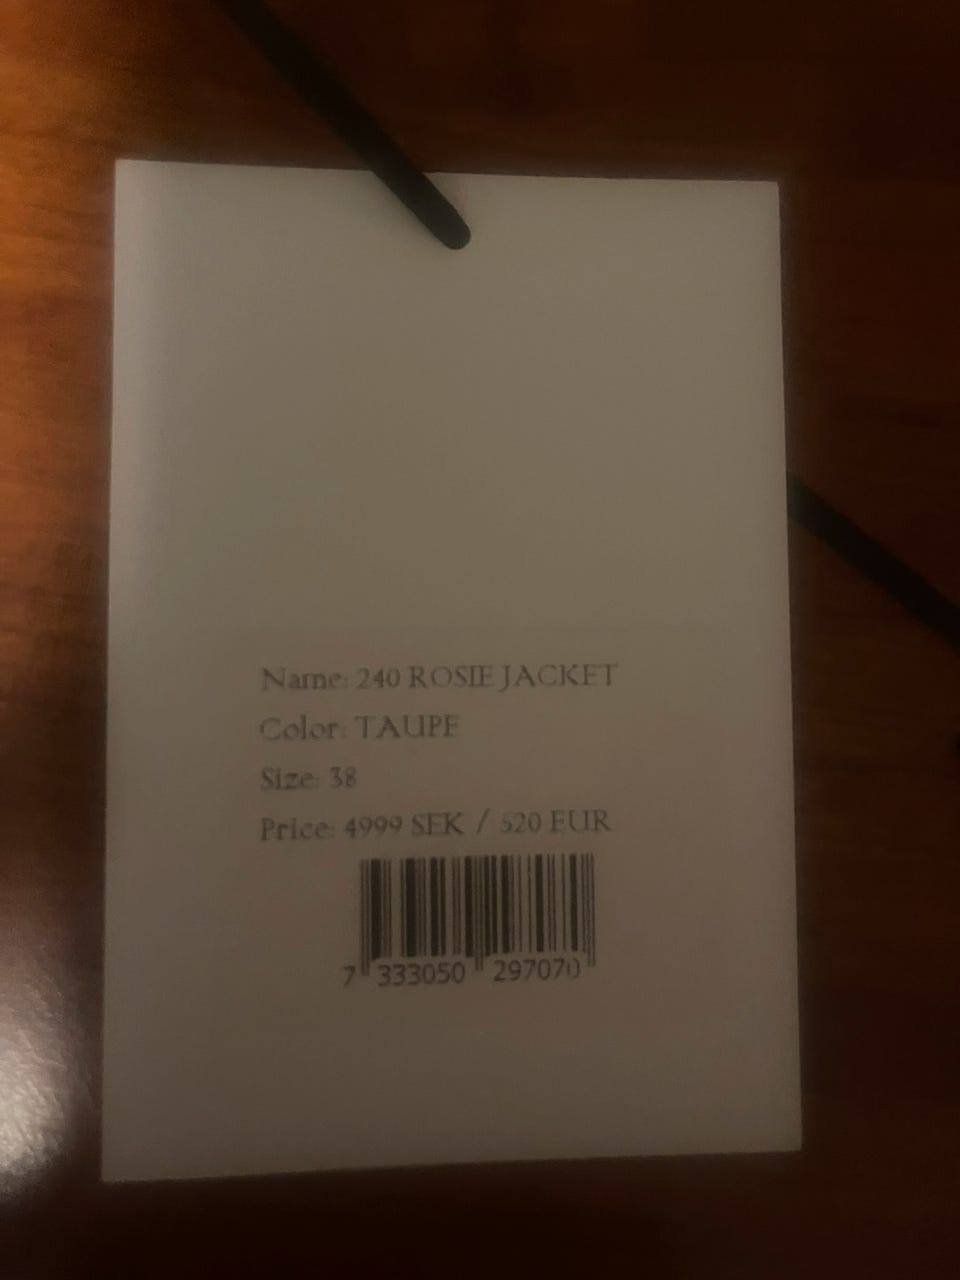 Name: 240 ROSIE JACKET
Color: TAUPE
Size: 38
Price: 4999 SEK / 520 EUR
7 333050 297070